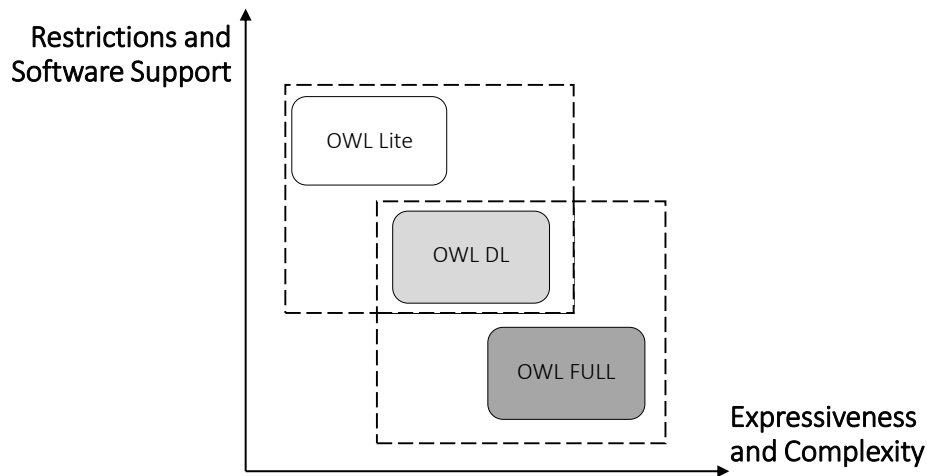 Restrictions and
Software Support
OWL Lite
OWL DL
OWL FULL
Expressiveness
and Complexity